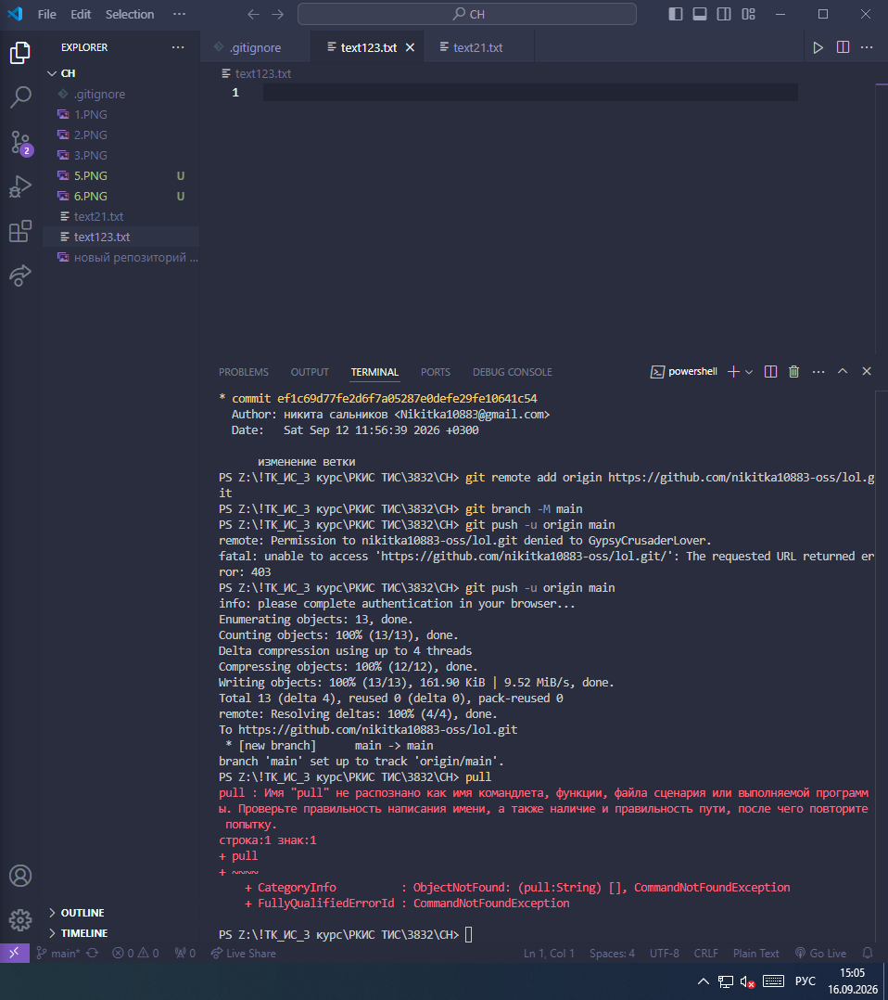 File Edit Selection ··· CH
EXPLORER ···
CH
.gitignore
1.PNG
2.PNG
3.PNG
5.PNG U
6.PNG U
text21.txt
text123.txt
новый репозиторий ...
2
OUTLINE
TIMELINE
.gitignore text123.txt text21.txt
text123.txt
1
PROBLEMS OUTPUT TERMINAL PORTS DEBUG CONSOLE powershell
* commit ef1c69d77fe2d6f7a05287e0defe29fe10641c54
Author: никита сальников <Nikitka10883@gmail.com>
Date: Sat Sep 12 11:56:39 2026 +0300
изменение ветки
PS Z:\!ТК_ИС_3 курс\РКИС ТИС\3832\CH> git remote add origin https://github.com/nikitka10883-oss/lol.g
it
PS Z:\!ТК_ИС_3 курс\РКИС ТИС\3832\CH> git branch -M main
PS Z:\!ТК_ИС_3 курс\РКИС ТИС\3832\CH> git push -u origin main
remote: Permission to nikitka10883-oss/lol.git denied to GypsyCrusaderLover.
fatal: unable to access 'https://github.com/nikitka10883-oss/lol.git/': The requested URL returned er
ror: 403
PS Z:\!ТК_ИС_3 курс\РКИС ТИС\3832\CH> git push -u origin main
info: please complete authentication in your browser...
Enumerating objects: 13, done.
Counting objects: 100% (13/13), done.
Delta compression using up to 4 threads
Compressing objects: 100% (12/12), done.
Writing objects: 100% (13/13), 161.90 KiB | 9.52 MiB/s, done.
Total 13 (delta 4), reused 0 (delta 0), pack-reused 0
remote: Resolving deltas: 100% (4/4), done.
To https://github.com/nikitka10883-oss/lol.git
* [new branch] main -> main
branch 'main' set up to track 'origin/main'.
PS Z:\!ТК_ИС_3 курс\РКИС ТИС\3832\CH> pull
pull : Имя "pull" не распознано как имя командлета, функции, файла сценария или выполняемой программ
ы. Проверьте правильность написания имени, а также наличие и правильность пути, после чего повторите
попытку.
строка:1 знак:1
+ pull
+ ~~~~
+ CategoryInfo : ObjectNotFound: (pull:String) [], CommandNotFoundException
+ FullyQualifiedErrorId : CommandNotFoundException
PS Z:\!ТК_ИС_3 курс\РКИС ТИС\3832\CH>
main* 0 0 0 Live Share Ln 1, Col 1 Spaces: 4 UTF-8 CRLF Plain Text Go Live
РУС 15:05
16.09.2026